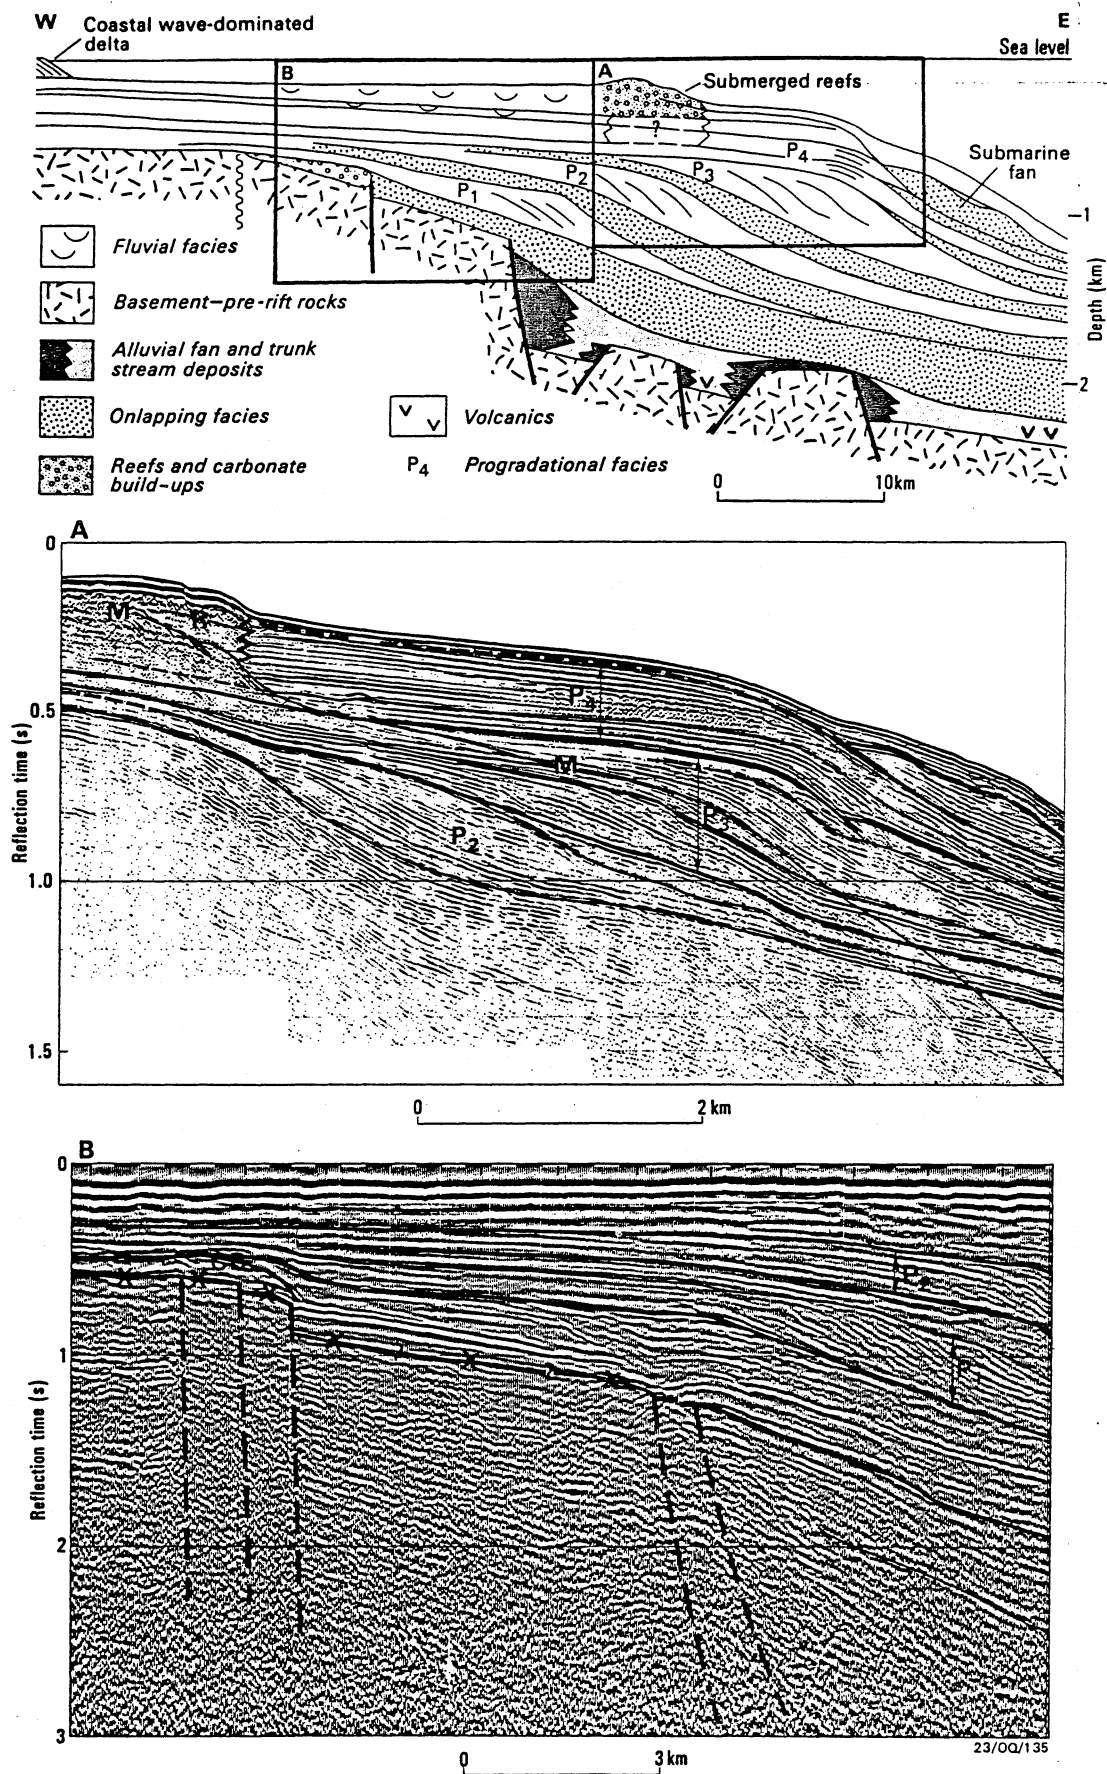 W
E
Coastal wave-dominated
delta
Sea level
B
A
Submerged reefs
?
P4
Submarine
fan
P3
P2
P1
1
2
Depth (km)
Fluvial facies
Basement–pre-rift rocks
Alluvial fan and trunk
stream deposits
Onlapping facies
Reefs and carbonate
build-ups
Volcanics
P4 Progradational facies
0 10km
A
0
0.5
1.0
1.5
Reflection time (s)
M
R
P4
M
P3
P2
0 2 km
B
0
1
2
3
Reflection time (s)
P1
23/OQ/135
0 3 km